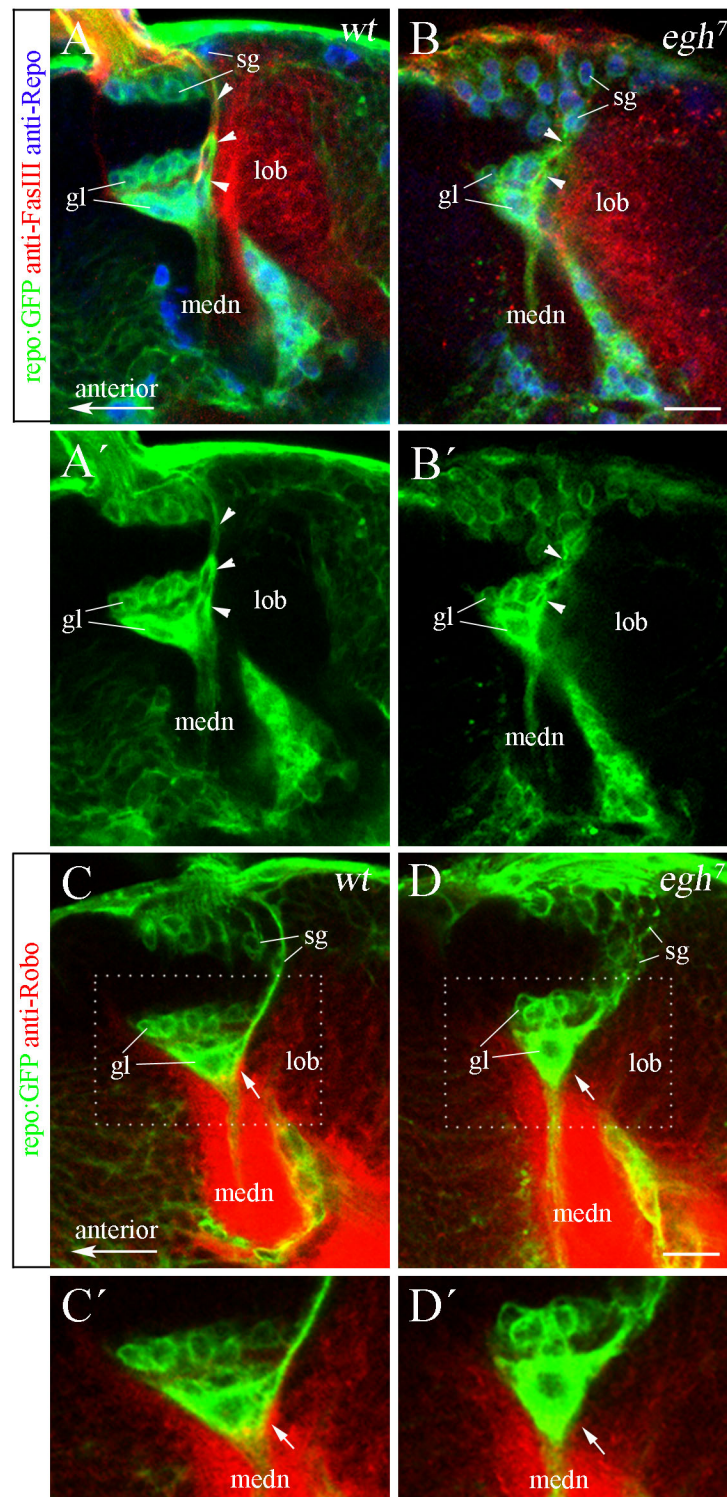 repo:GFP anti-FasIII anti-Repo
A
wt
sg
gl
lob
medn
anterior
B
egh⁷
sg
gl
lob
medn
A´
gl
lob
medn
B´
gl
lob
medn
repo:GFP anti-Robo
C
wt
sg
gl
lob
medn
anterior
D
egh⁷
sg
gl
lob
medn
C´
medn
D´
medn